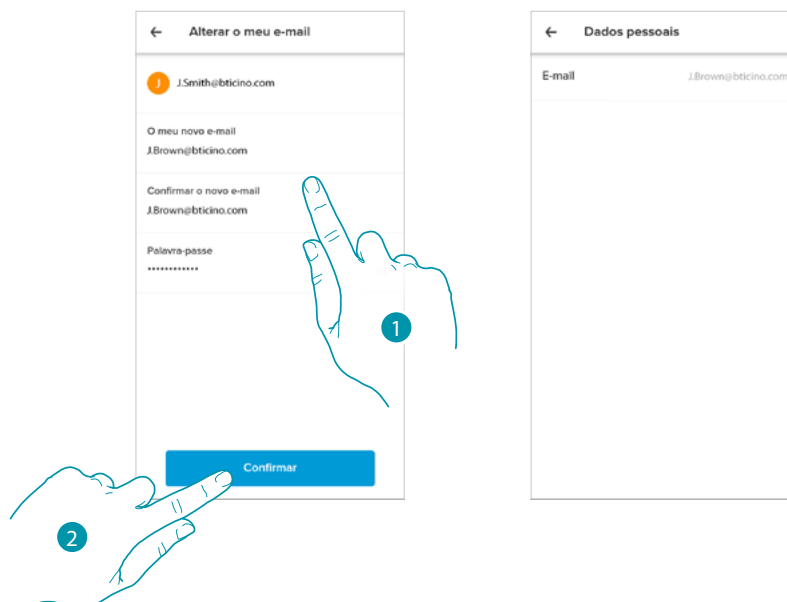 Alterar o meu e-mail
J
J.Smith@bticino.com
O meu novo e-mail
J.Brown@bticino.com
Confirmar o novo e-mail
J.Brown@bticino.com
Palavra-passe
••••••••••••
Confirmar
1
2
Dados pessoais
E-mail J.Brown@bticino.com